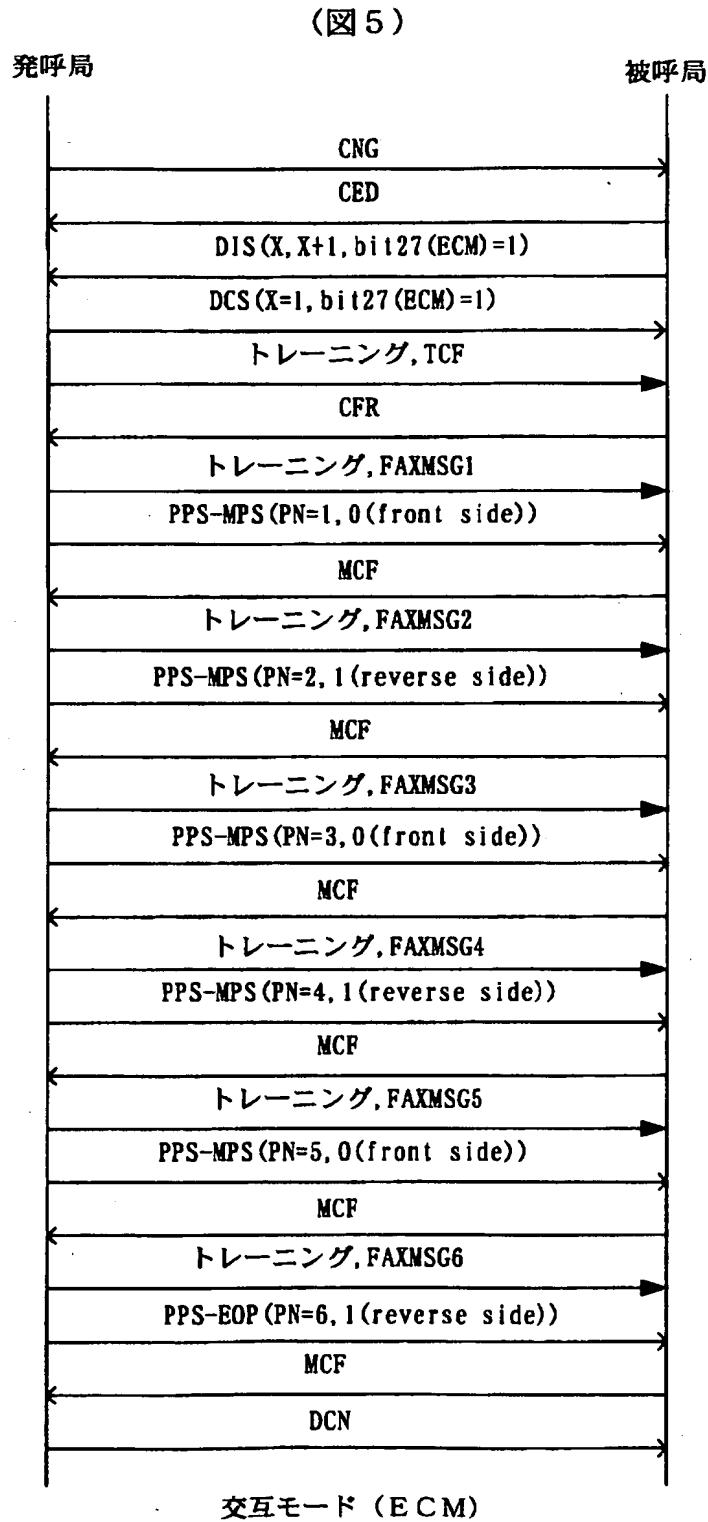 （図５）
発呼局
被呼局
CNG
CED
DIS(X,X+1,bit27(ECM)=1)
DCS(X=1,bit27(ECM)=1)
トレーニング,TCF
CFR
トレーニング,FAXMSG1
PPS-MPS(PN=1,0(front side))
MCF
トレーニング,FAXMSG2
PPS-MPS(PN=2,1(reverse side))
MCF
トレーニング,FAXMSG3
PPS-MPS(PN=3,0(front side))
MCF
トレーニング,FAXMSG4
PPS-MPS(PN=4,1(reverse side))
MCF
トレーニング,FAXMSG5
PPS-MPS(PN=5,0(front side))
MCF
トレーニング,FAXMSG6
PPS-EOP(PN=6,1(reverse side))
MCF
DCN
交互モード（ＥＣＭ）